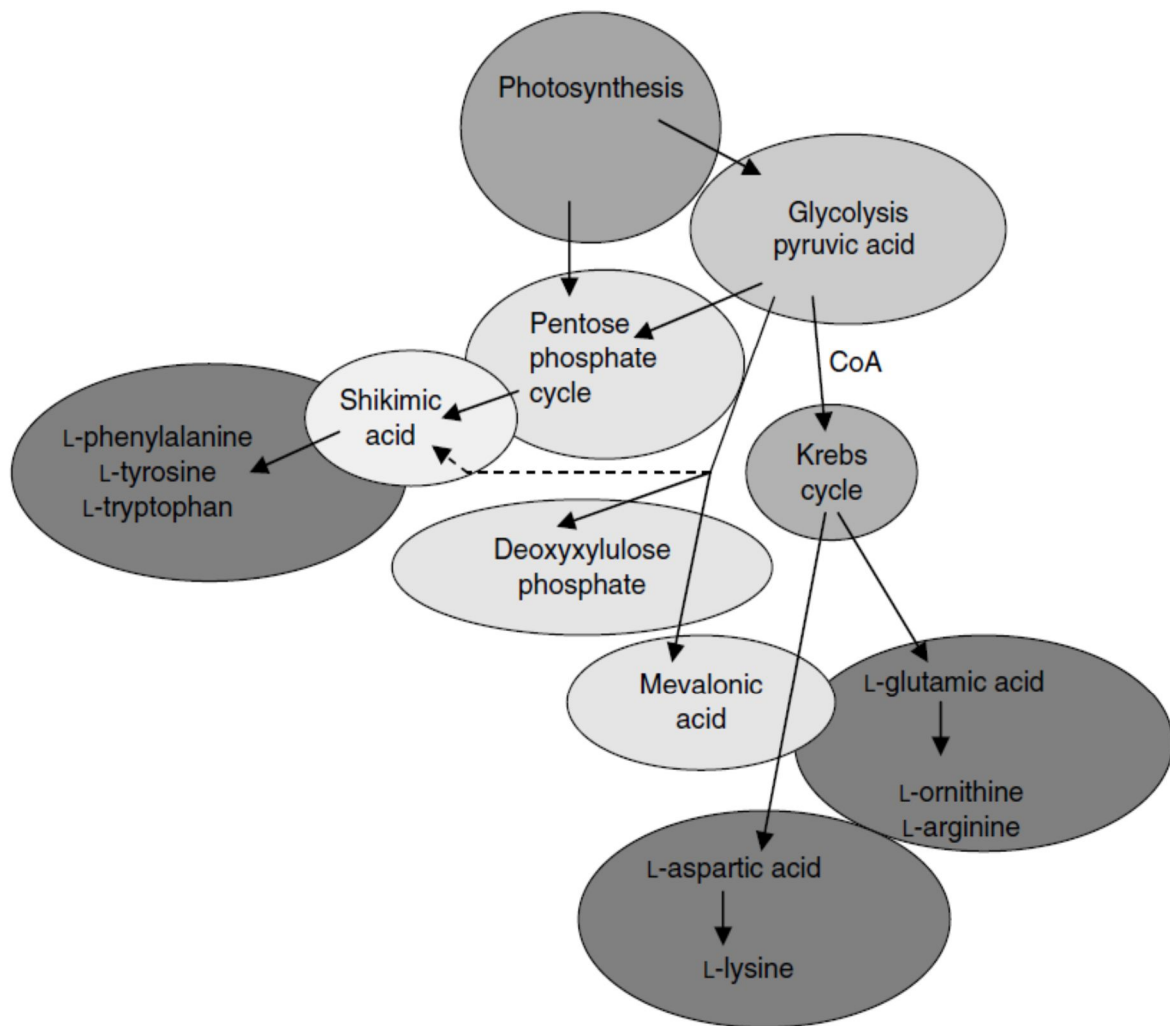 Photosynthesis
Glycolysis
pyruvic acid
Pentose
phosphate
cycle
CoA
Shikimic
acid
L-phenylalanine
L-tyrosine
L-tryptophan
Krebs
cycle
Deoxyxylulose
phosphate
Mevalonic
acid
L-glutamic acid
L-ornithine
L-arginine
L-aspartic acid
L-lysine